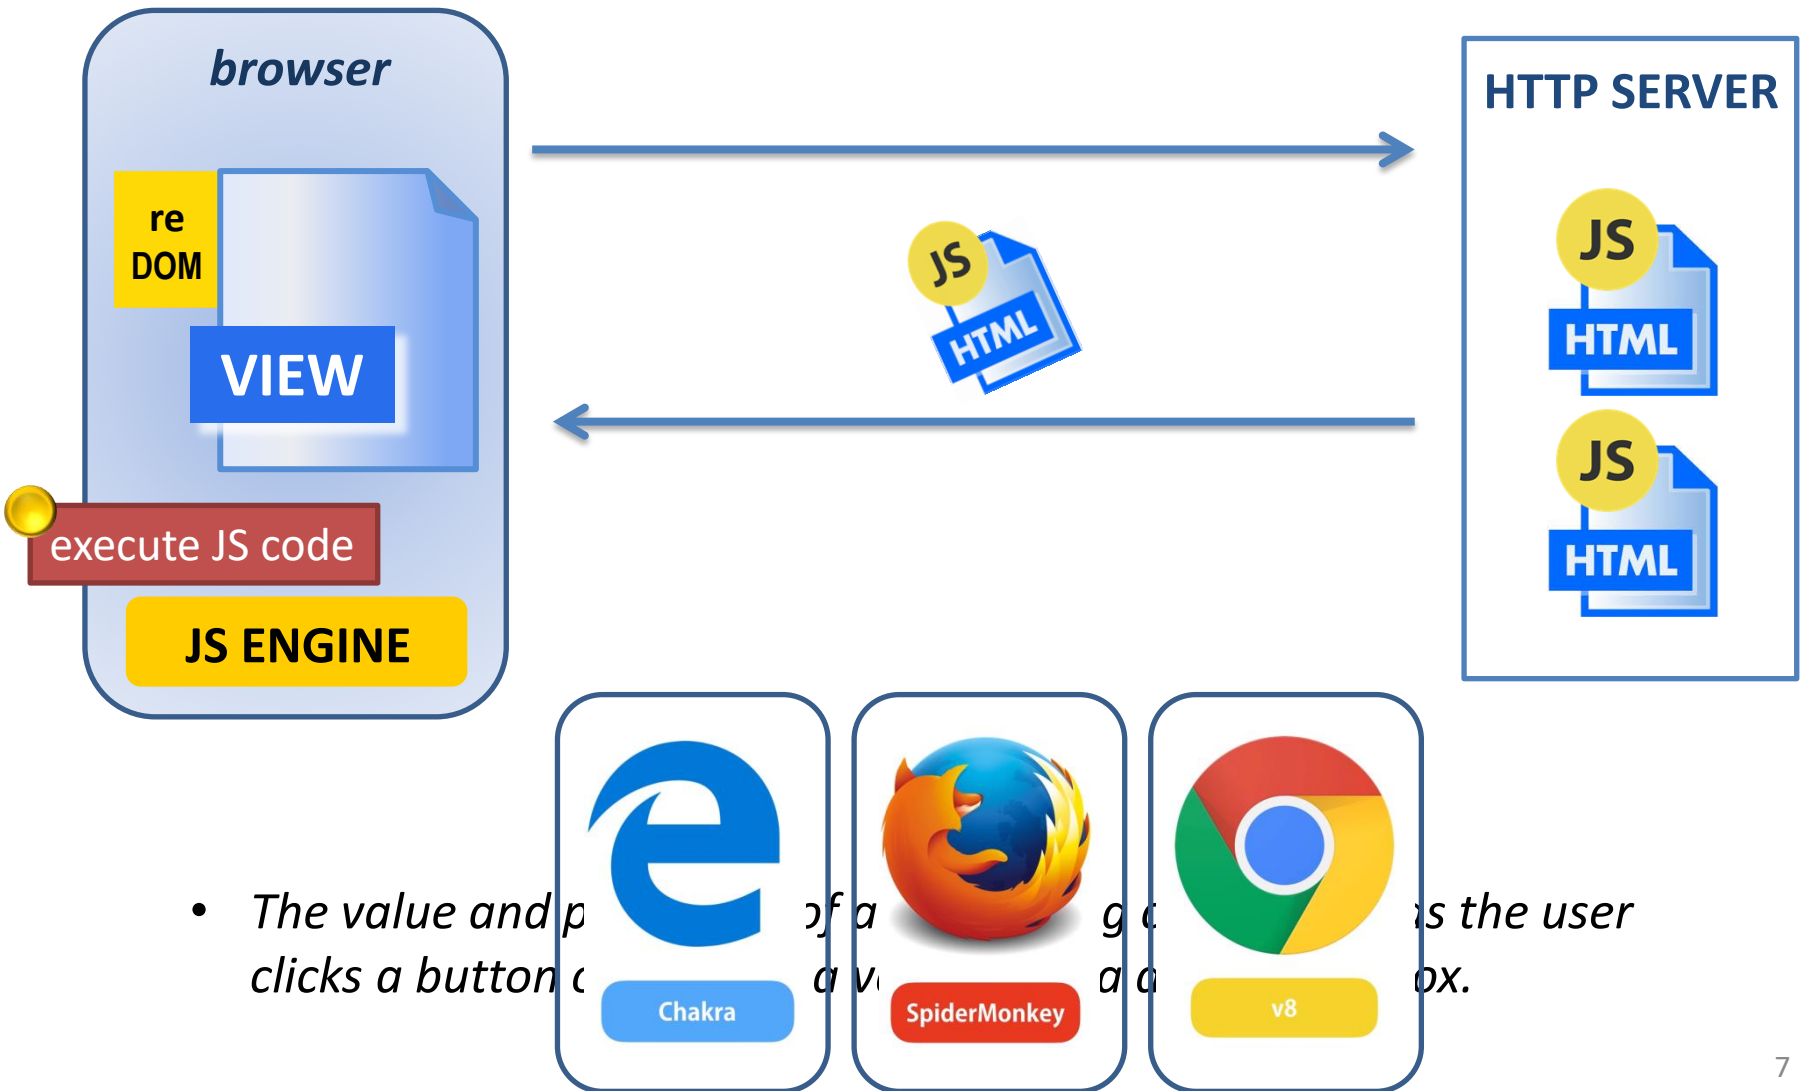 browser
HTTP SERVER
re
DOM
VIEW
JS
HTML
JS
HTML
JS
HTML
execute JS code
JS ENGINE
• The value and of a as the user
clicks a button a a
Chakra
SpiderMonkey
v8
7